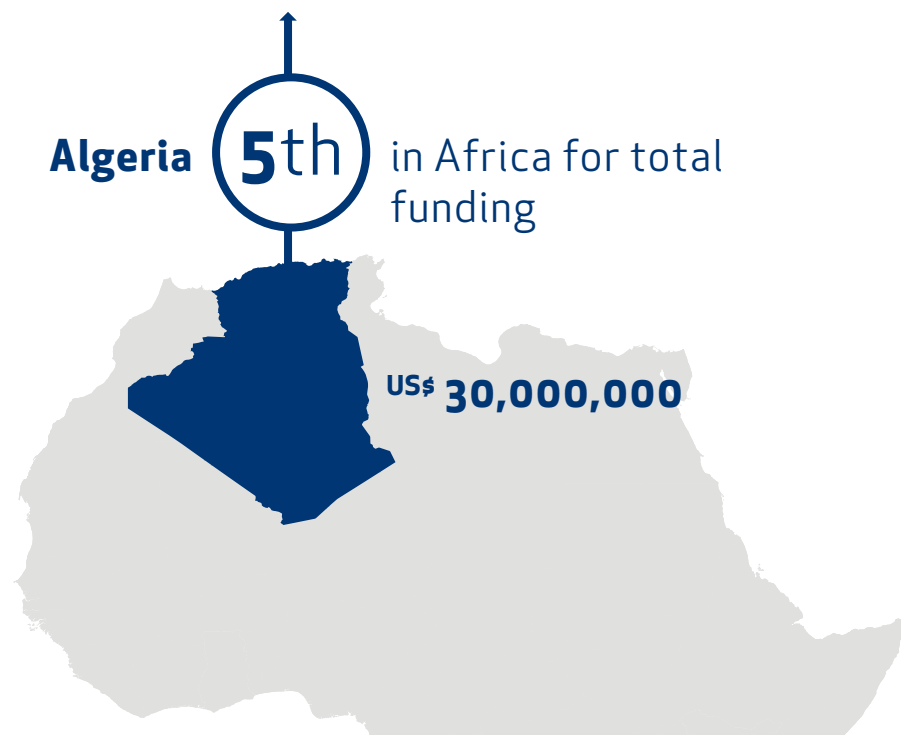 Algeria 5th in Africa for total
funding
US$ 30,000,000